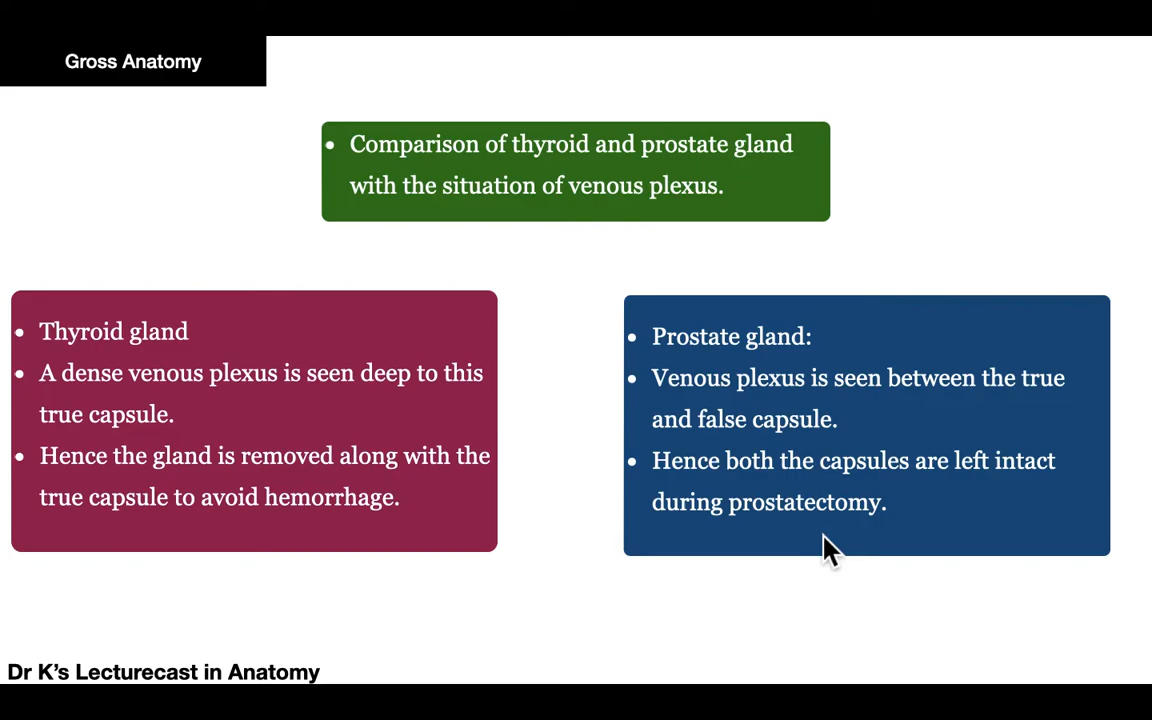 Gross Anatomy
• Comparison of thyroid and prostate gland
with the situation of venous plexus.
• Thyroid gland
• A dense venous plexus is seen deep to this
true capsule.
• Hence the gland is removed along with the
true capsule to avoid hemorrhage.
• Prostate gland:
• Venous plexus is seen between the true
and false capsule.
• Hence both the capsules are left intact
during prostatectomy.
Dr K’s Lecturecast in Anatomy